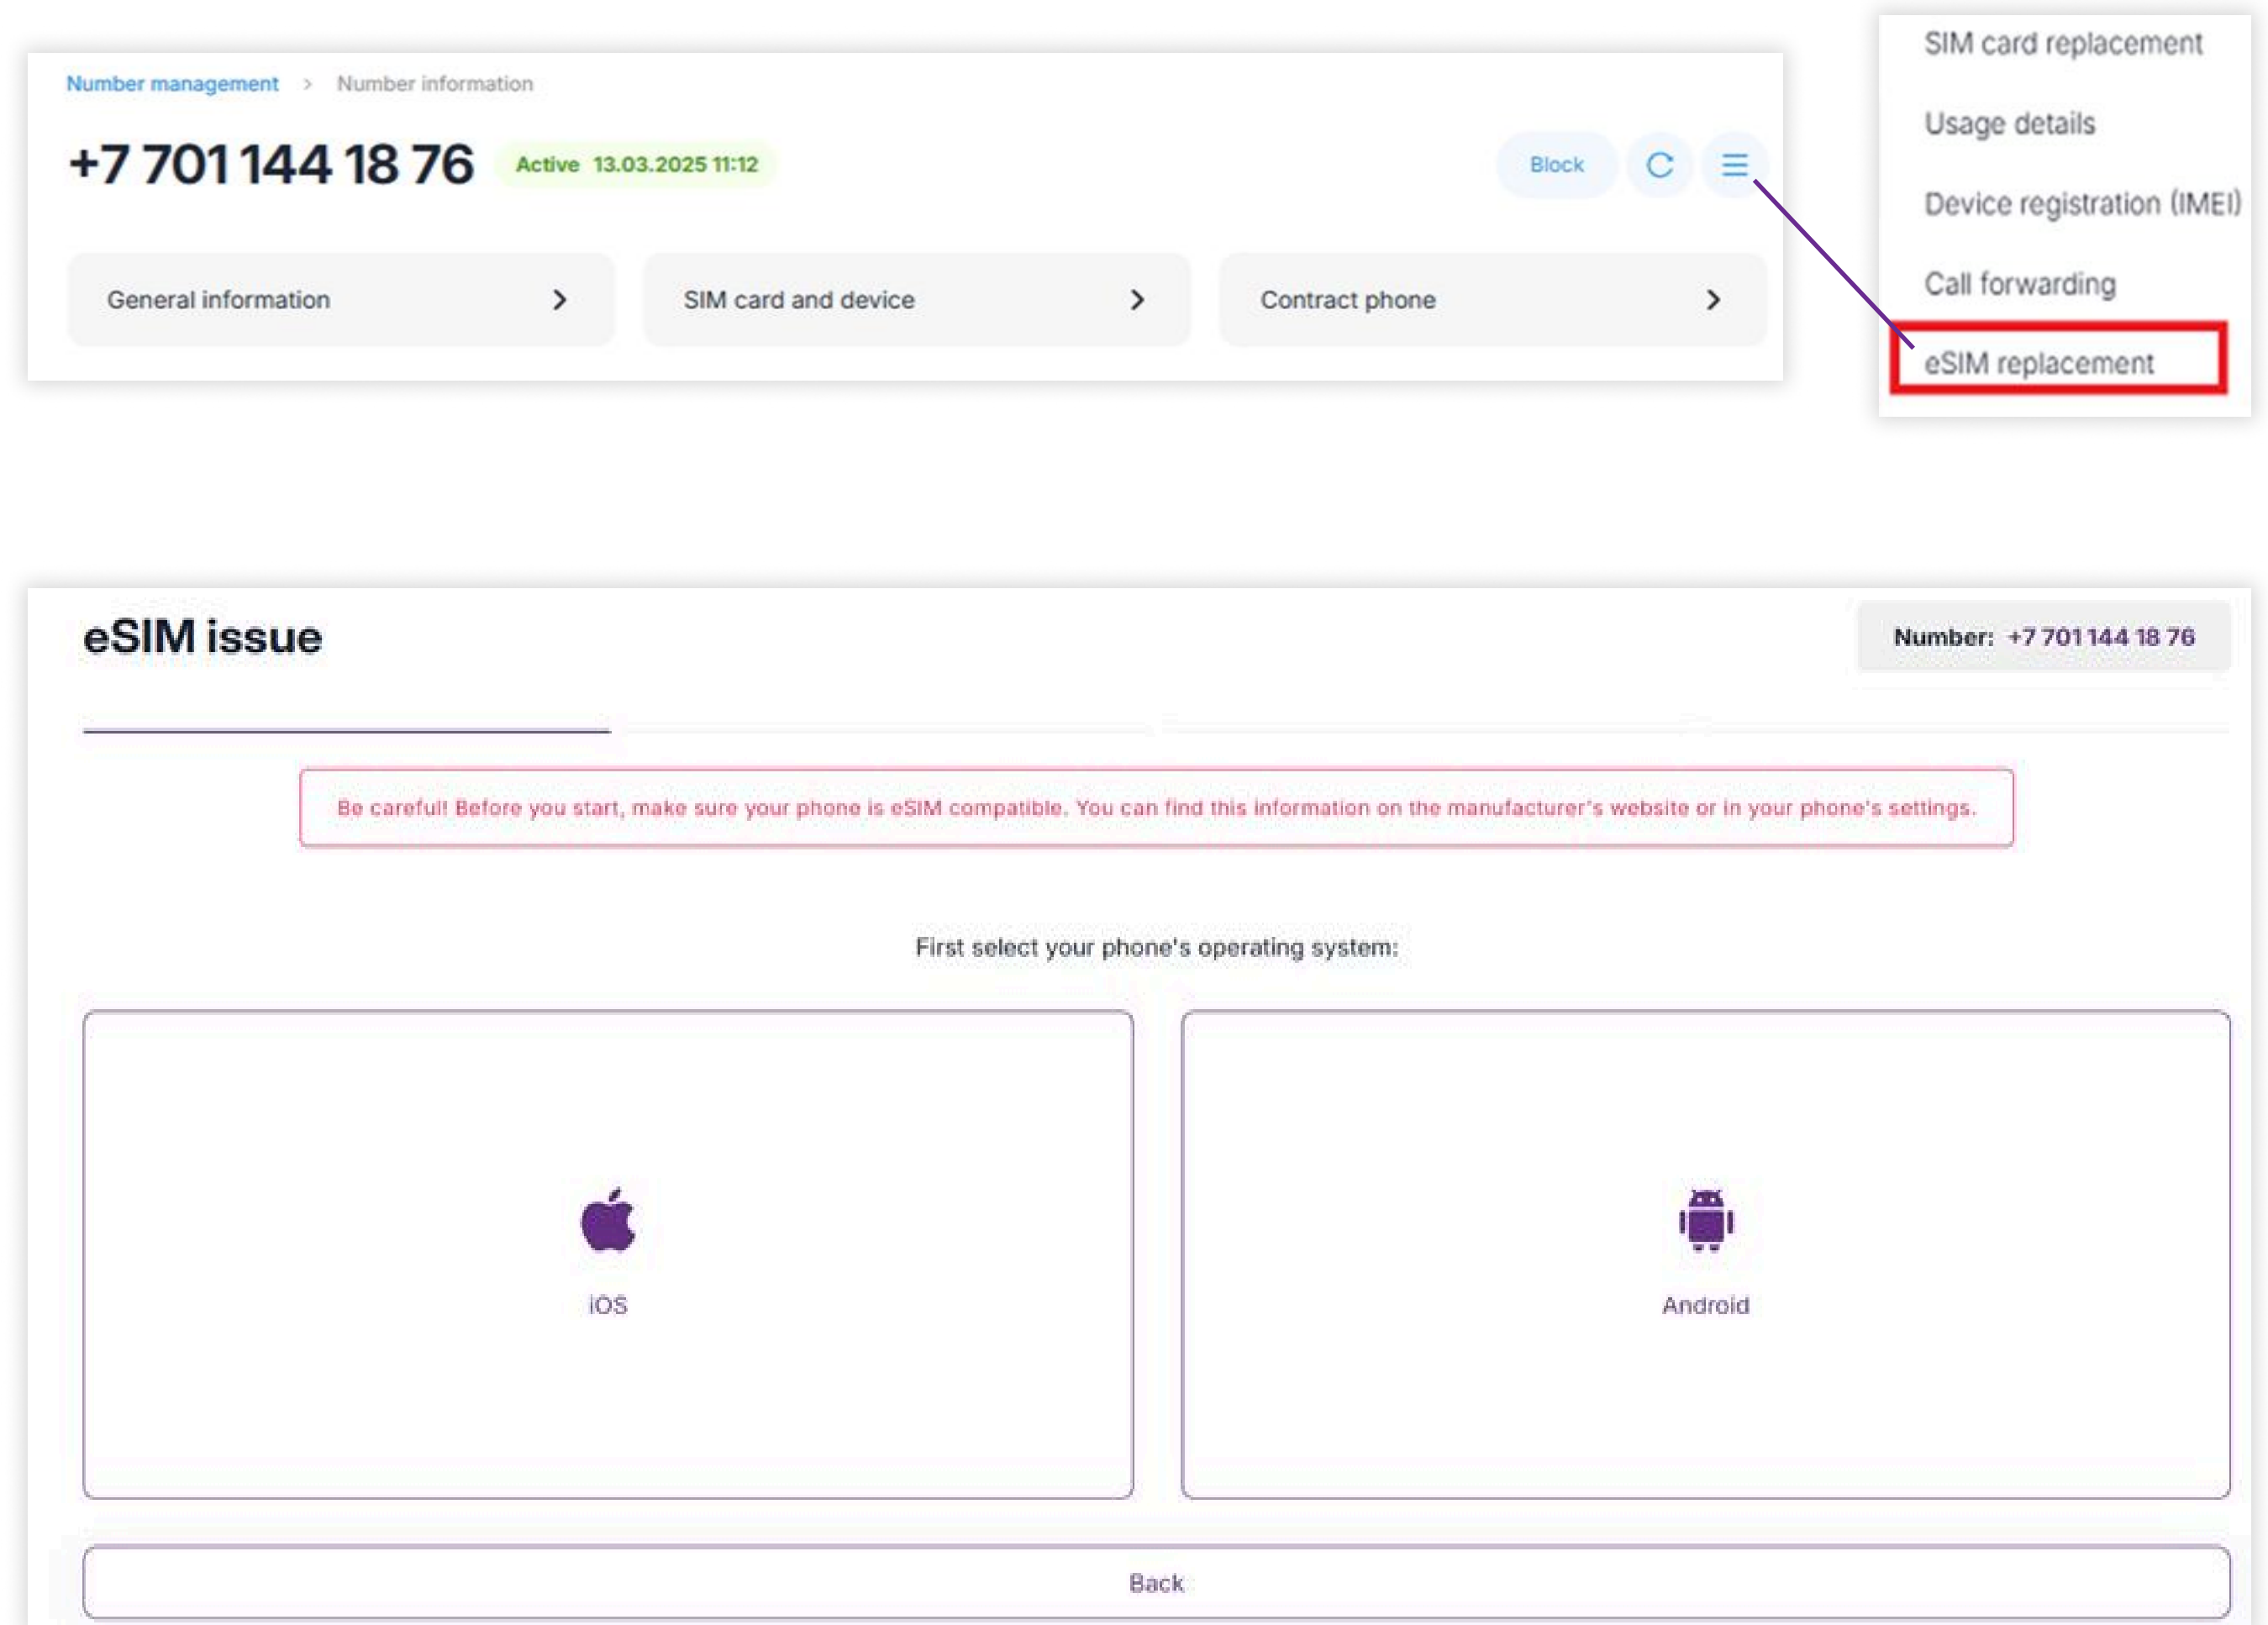 Number management > Number information
+7 701 144 18 76 Active 13.03.2025 11:12
Block
General information
SIM card and device
Contract phone
SIM card replacement
Usage details
Device registration (IMEI)
Call forwarding
eSIM replacement
eSIM issue
Number: +7 701 144 18 76
Be careful! Before you start, make sure your phone is eSIM compatible. You can find this information on the manufacturer's website or in your phone's settings.
First select your phone's operating system:
iOS
Android
Back